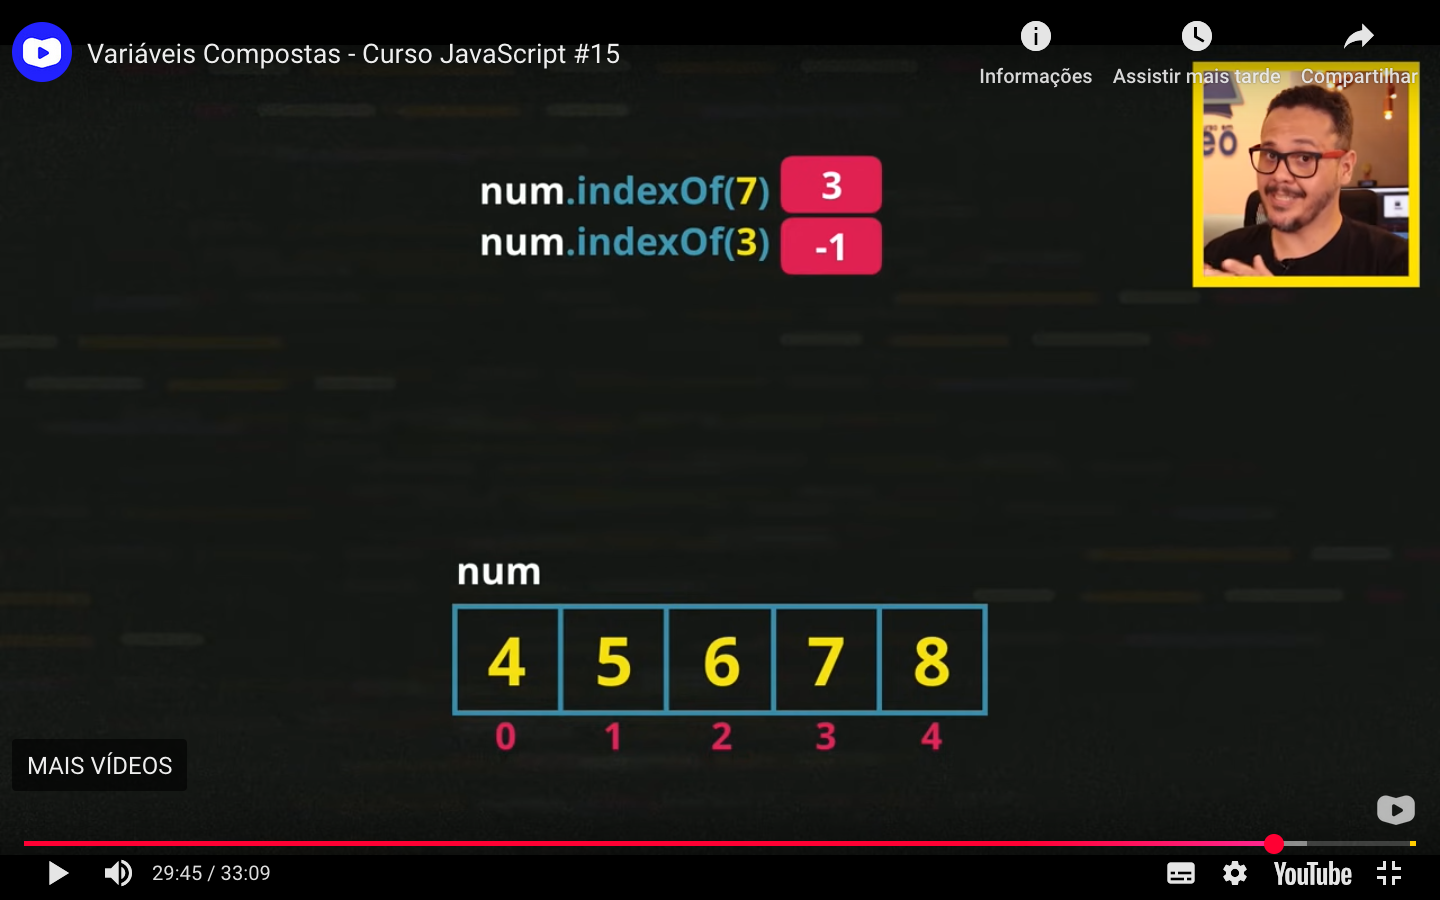 Variáveis Compostas - Curso JavaScript #15
Informações
Assistir mais tarde
Compartilhar
num.indexOf(7) 3
num.indexOf(3) -1
num
4 5 6 7 8
0 1 2 3 4
MAIS VÍDEOS
29:45 / 33:09
YouTube